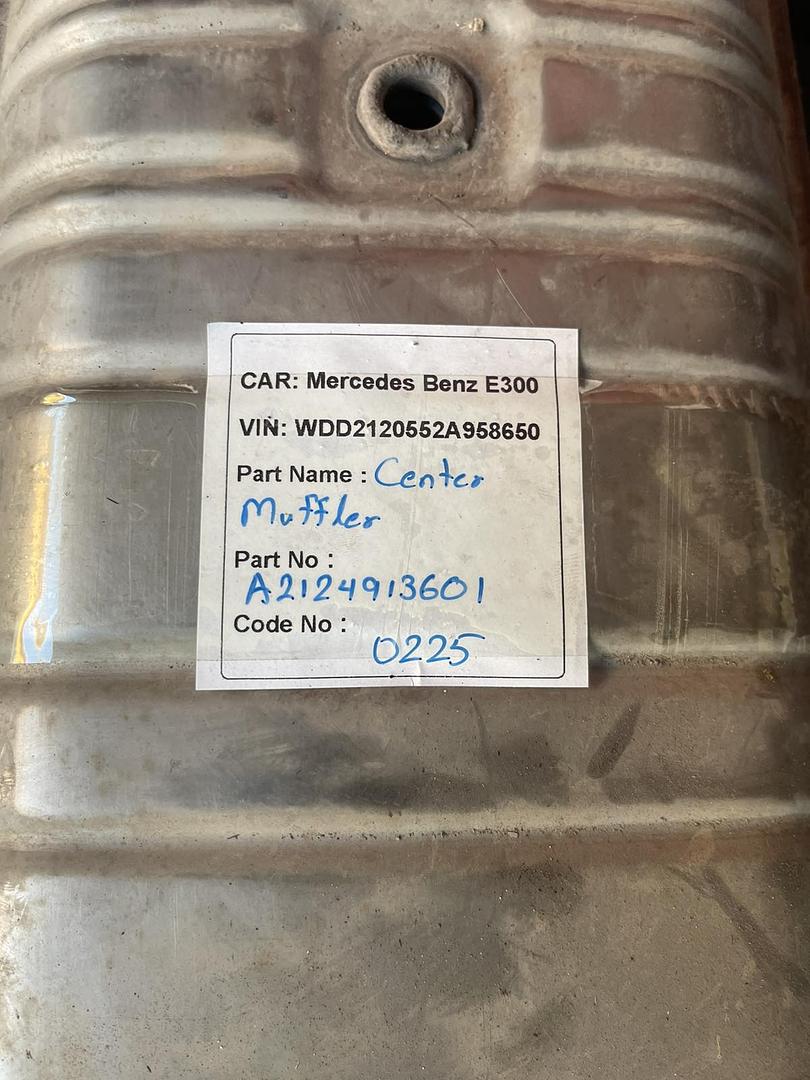 CAR: Mercedes Benz E300
VIN: WDD2120552A958650
Part Name : Center
Muffler
Part No :
A2124913601
Code No :
0225